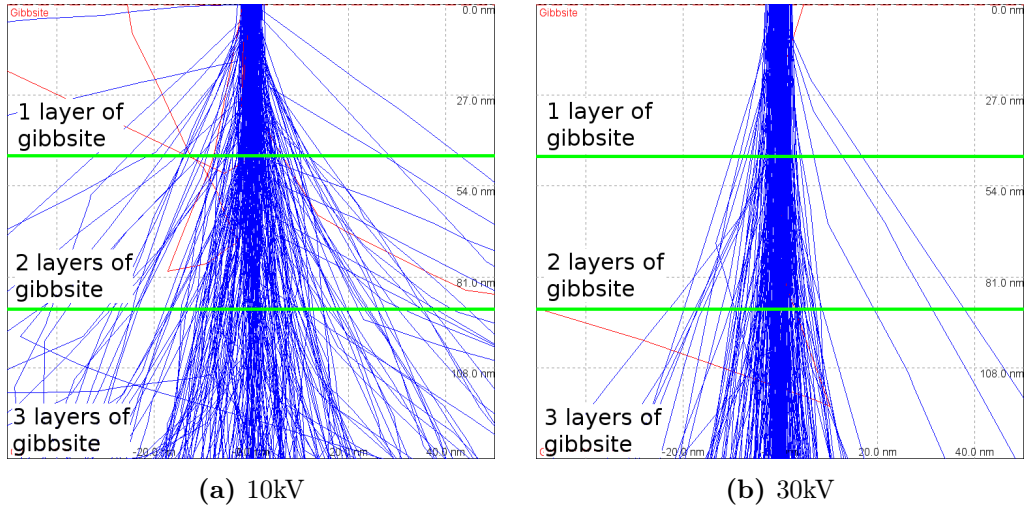 Gibbsite
0.0 nm
1 layer of
gibbsite
27.0 nm
54.0 nm
2 layers of
gibbsite
81.0 nm
108.0 nm
3 layers of
gibbsite
-20.0 nm
20.0 nm
40.0 nm
(a) 10kV
Gibbsite
0.0 nm
1 layer of
gibbsite
27.0 nm
54.0 nm
2 layers of
gibbsite
81.0 nm
108.0 nm
3 layers of
gibbsite
-20.0 nm
20.0 nm
40.0 nm
(b) 30kV